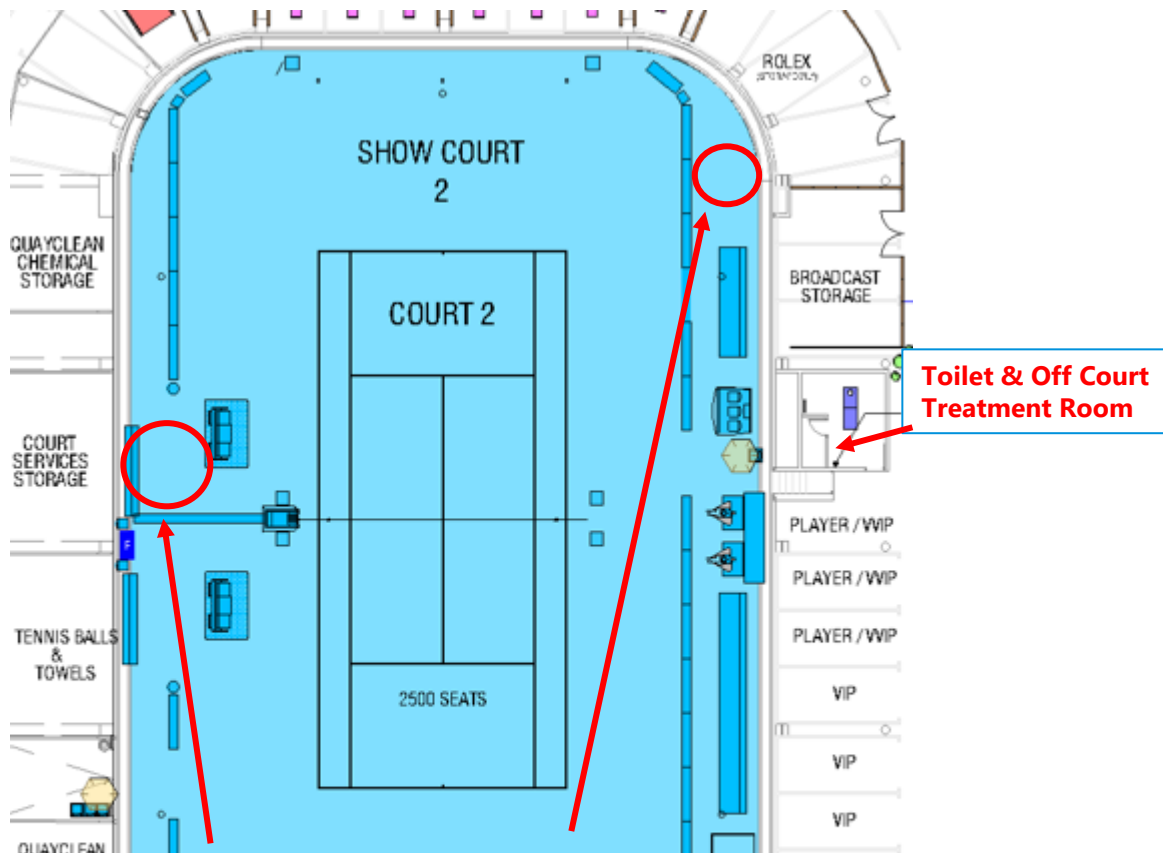 ROLEX
SHOW COURT
2
QUAYCLEAN
CHEMICAL
STORAGE
BROADCAST
STORAGE
COURT 2
Toilet & Off Court
Treatment Room
COURT
SERVICES
STORAGE
PLAYER / VVIP
PLAYER / VVIP
TENNIS BALLS
&
TOWELS
PLAYER / VVIP
2500 SEATS
VIP
VIP
VIP
QUAYCLEAN